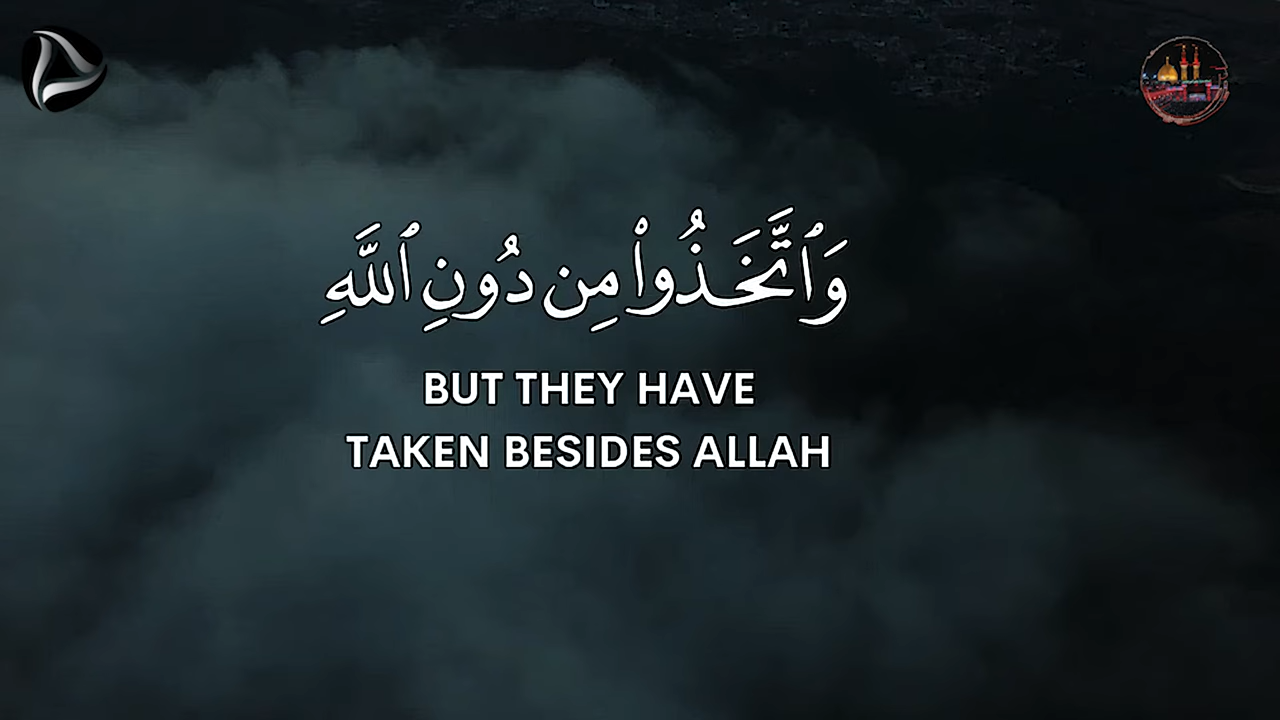 وَٱتَّخَذُوا۟ مِن دُونِ ٱللَّهِ
BUT THEY HAVE
TAKEN BESIDES ALLAH